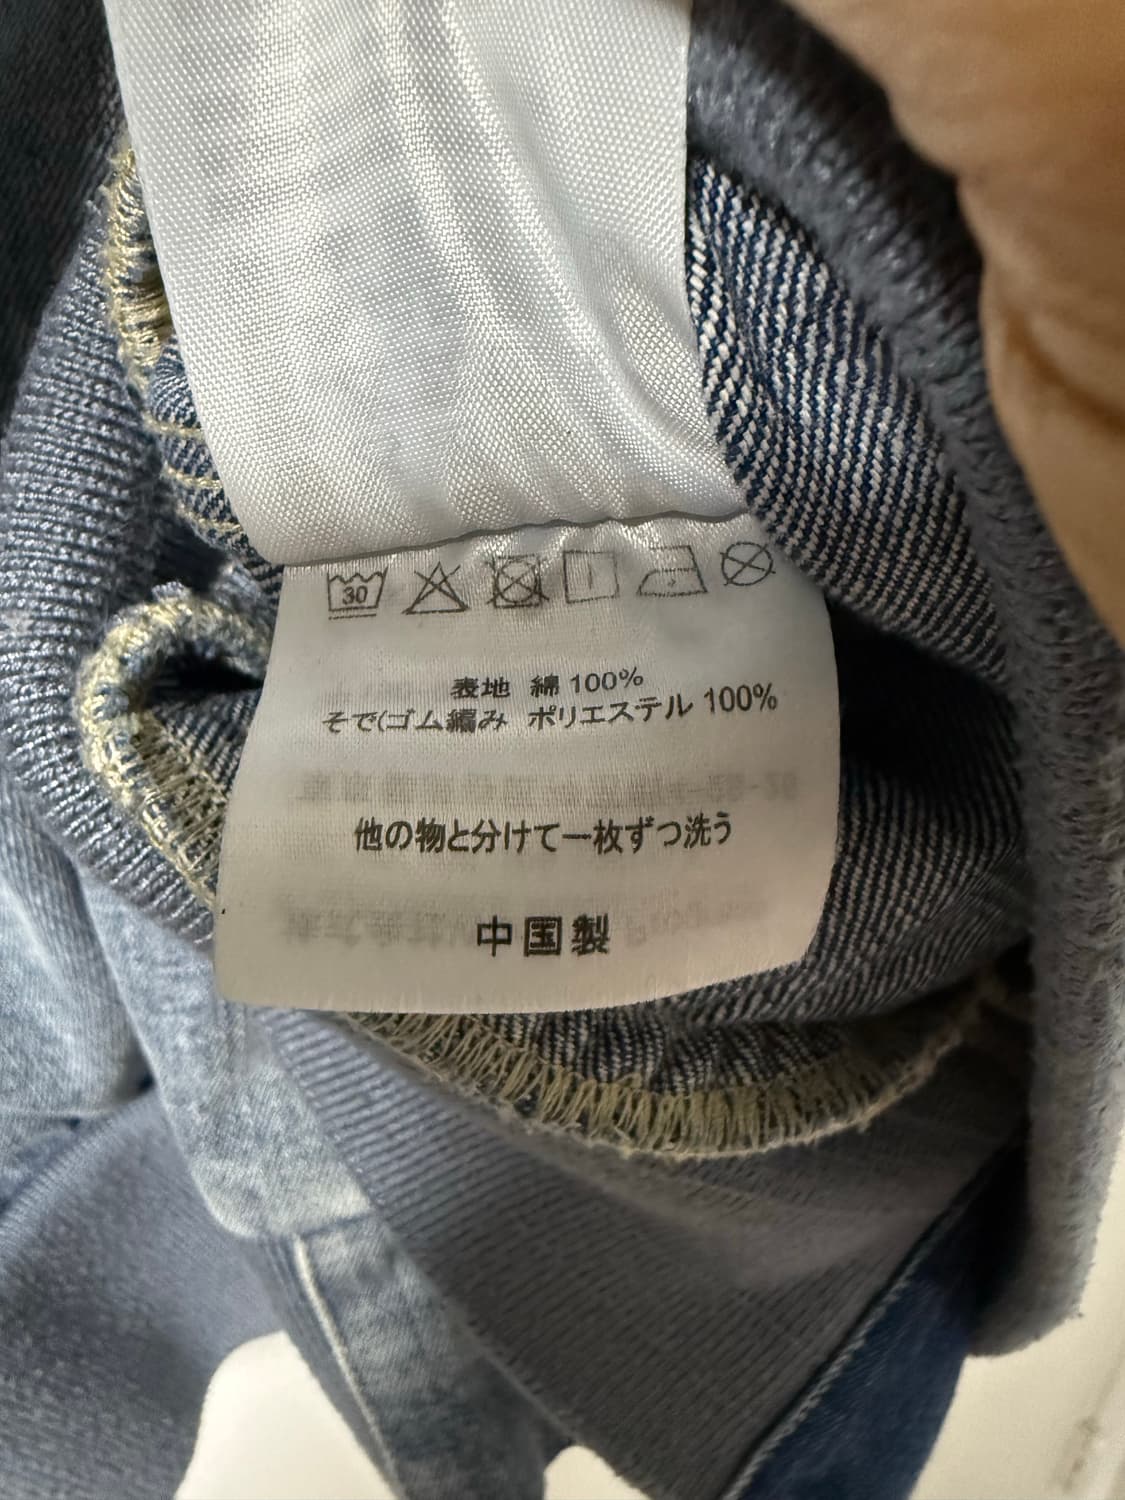 30
表地 綿 100%
そで(ゴム編み ポリエステル 100%
他の物と分けて一枚ずつ洗う
中国製